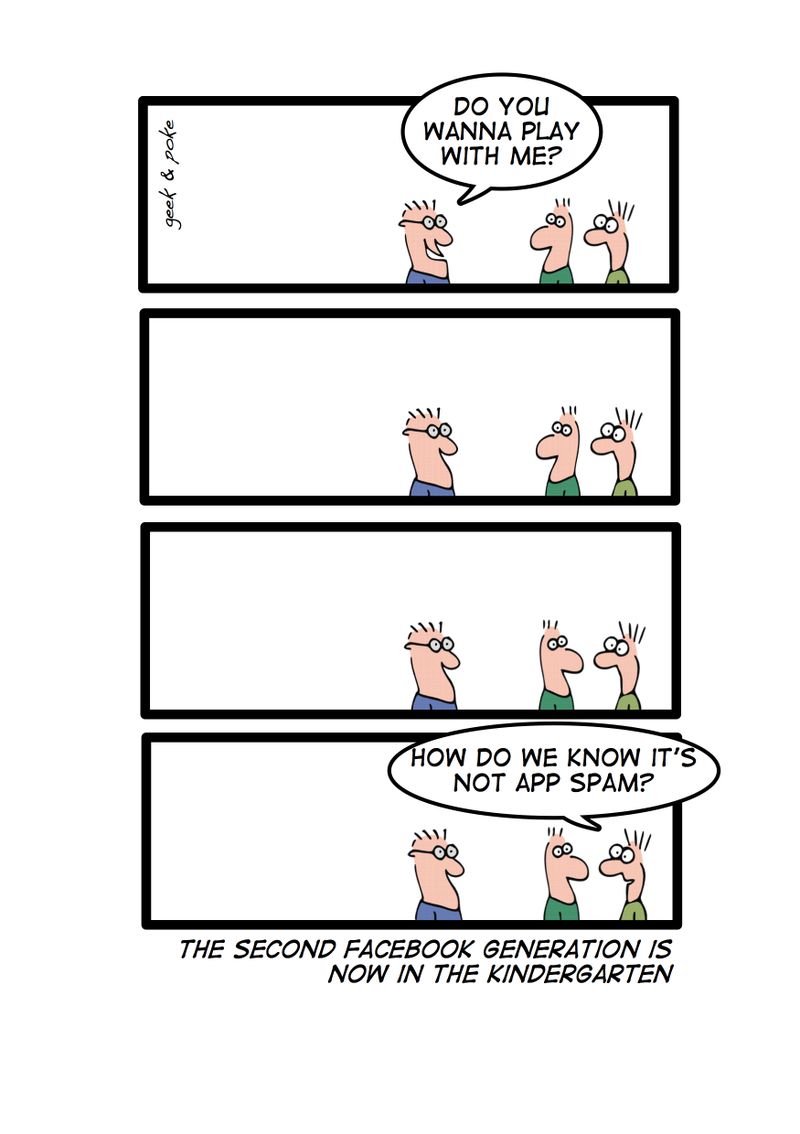 geek & poke
DO YOU
WANNA PLAY
WITH ME?
HOW DO WE KNOW IT'S
NOT APP SPAM?
THE SECOND FACEBOOK GENERATION IS
NOW IN THE KINDERGARTEN